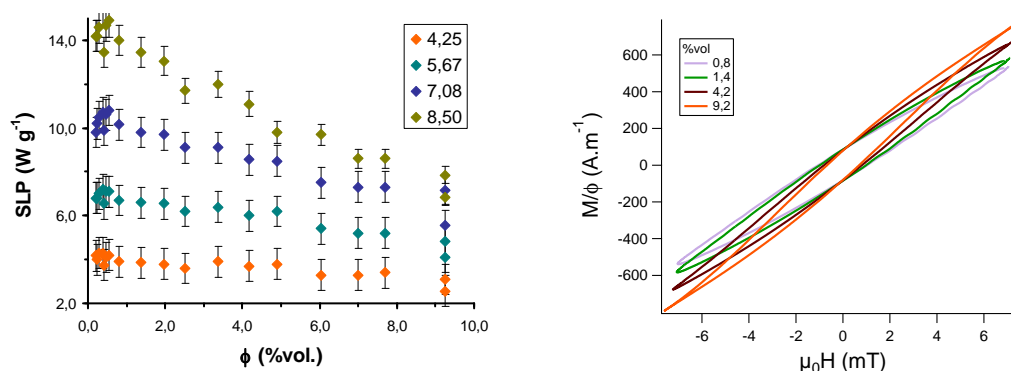 14,0
10,0
6,0
2,0
SLP (W g-1)
4,25
5,67
7,08
8,50
0,0 2,0 4,0 6,0 8,0 10,0
ϕ (%vol.)
600
400
200
0
-200
-400
-600
M/ϕ (A.m-1)
%vol
0,8
1,4
4,2
9,2
-6 -4 -2 0 2 4 6
μ0H (mT)